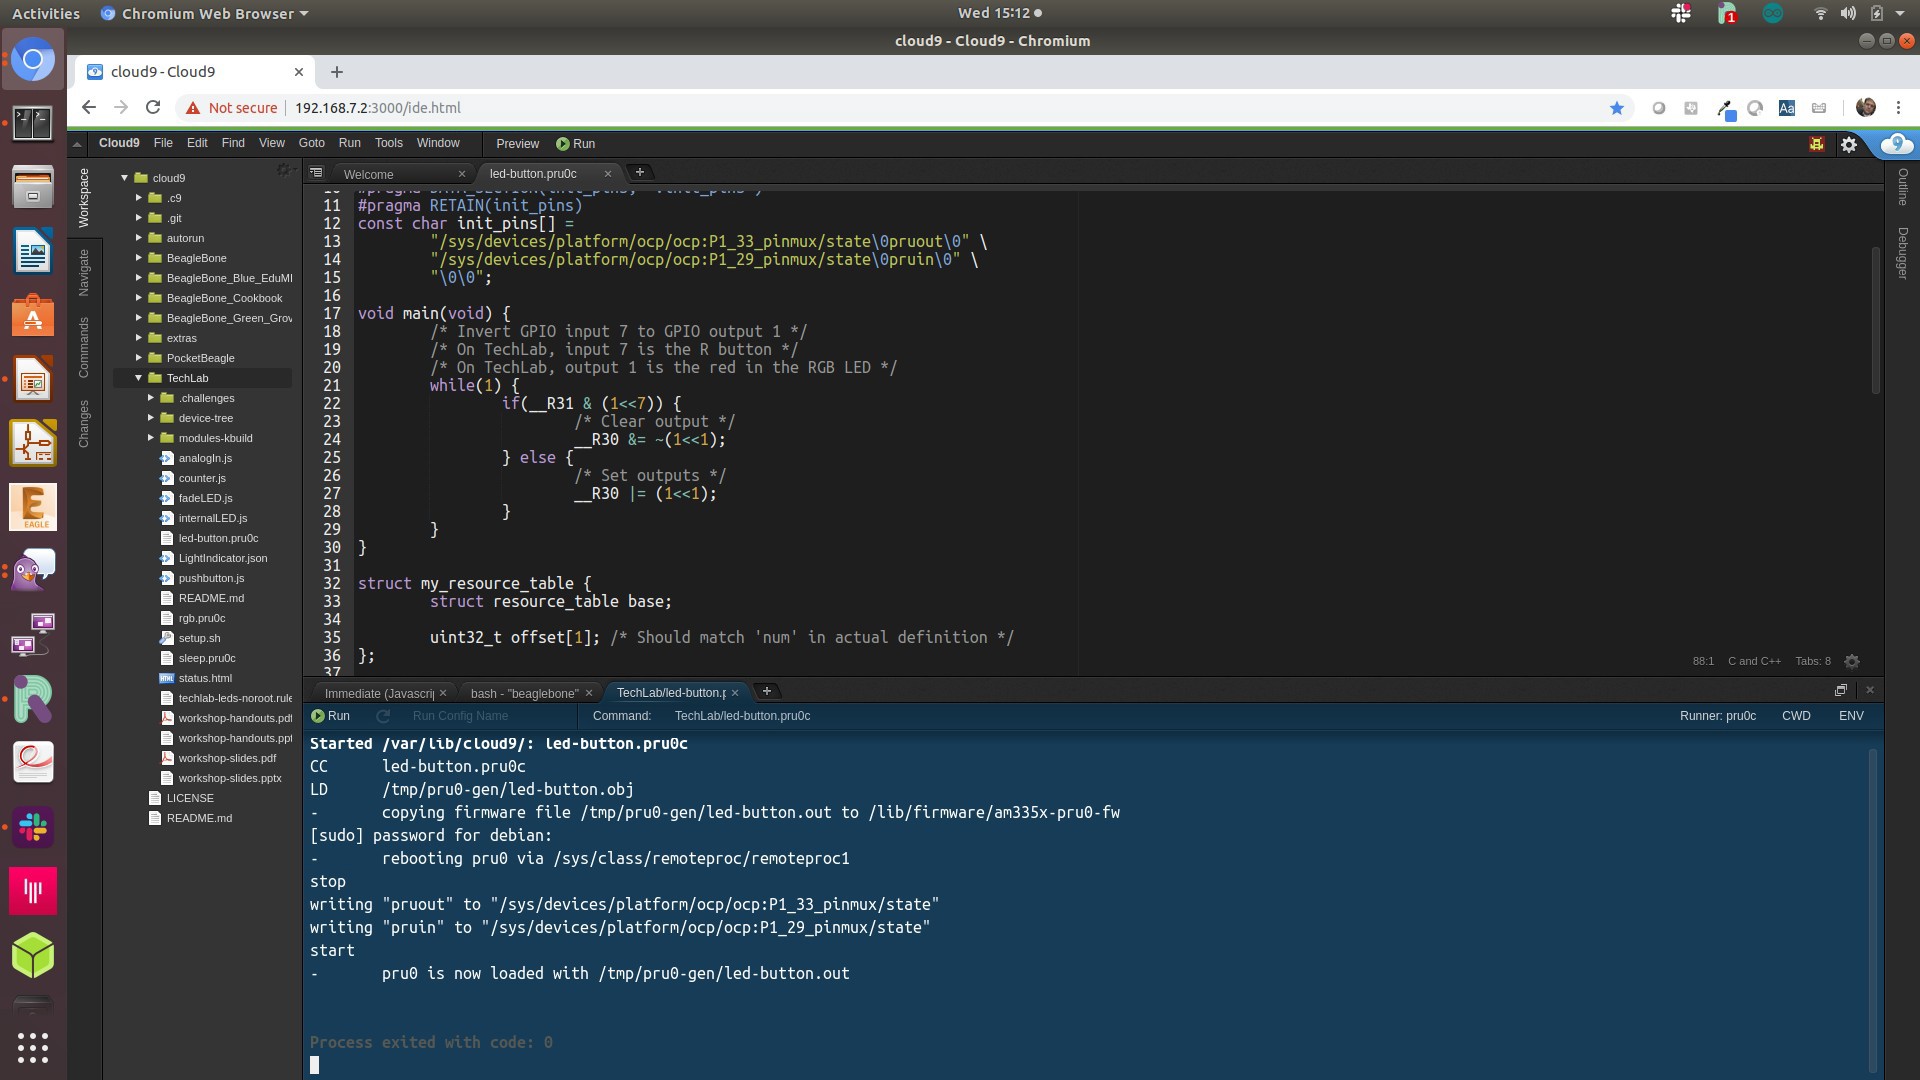 Activities
Chromium Web Browser
Wed 15:12
1
cloud9 - Cloud9 - Chromium
cloud9 - Cloud9
Not secure
192.168.7.2:3000/ide.html
Aa
Cloud9 File Edit Find View Goto Run Tools Window
Preview
Run
9
Workspace
Navigate
Commands
Changes
cloud9
.c9
.git
autorun
BeagleBone
BeagleBone_Blue_EduMI
BeagleBone_Cookbook
BeagleBone_Green_Grov
extras
PocketBeagle
TechLab
.challenges
device-tree
modules-kbuild
analogIn.js
counter.js
fadeLED.js
internalLED.js
led-button.pru0c
LightIndicator.json
pushbutton.js
README.md
rgb.pru0c
setup.sh
sleep.pru0c
status.html
techlab-leds-noroot.rule
workshop-handouts.pdf
workshop-handouts.ppt
workshop-slides.pdf
workshop-slides.pptx
LICENSE
README.md
EAGLE
Welcome
led-button.pru0c
10 #pragma DATA_SECTION(init_pins, ".init_pins")
11 #pragma RETAIN(init_pins)
12 const char init_pins[] =
13 "/sys/devices/platform/ocp/ocp:P1_33_pinmux/state\0pruout\0" \
14 "/sys/devices/platform/ocp/ocp:P1_29_pinmux/state\0pruin\0" \
15 "\0\0";
16
17 void main(void) {
18 /* Invert GPIO input 7 to GPIO output 1 */
19 /* On TechLab, input 7 is the R button */
20 /* On TechLab, output 1 is the red in the RGB LED */
21 while(1) {
22 if(__R31 & (1<<7)) {
23 /* Clear output */
24 __R30 &= ~(1<<1);
25 } else {
26 /* Set outputs */
27 __R30 |= (1<<1);
28 }
29 }
30 }
31
32 struct my_resource_table {
33 struct resource_table base;
34
35 uint32_t offset[1]; /* Should match 'num' in actual definition */
36 };
37
88:1 C and C++ Tabs: 8
Outline
Debugger
Immediate (Javascrip
bash - "beaglebone"
TechLab/led-button.p
Run
Run Config Name
Command:
TechLab/led-button.pru0c
Runner: pru0c
CWD
ENV
Started /var/lib/cloud9/: led-button.pru0c
CC led-button.pru0c
LD /tmp/pru0-gen/led-button.obj
- copying firmware file /tmp/pru0-gen/led-button.out to /lib/firmware/am335x-pru0-fw
[sudo] password for debian:
- rebooting pru0 via /sys/class/remoteproc/remoteproc1
stop
writing "pruout" to "/sys/devices/platform/ocp/ocp:P1_33_pinmux/state"
writing "pruin" to "/sys/devices/platform/ocp/ocp:P1_29_pinmux/state"
start
- pru0 is now loaded with /tmp/pru0-gen/led-button.out
Process exited with code: 0